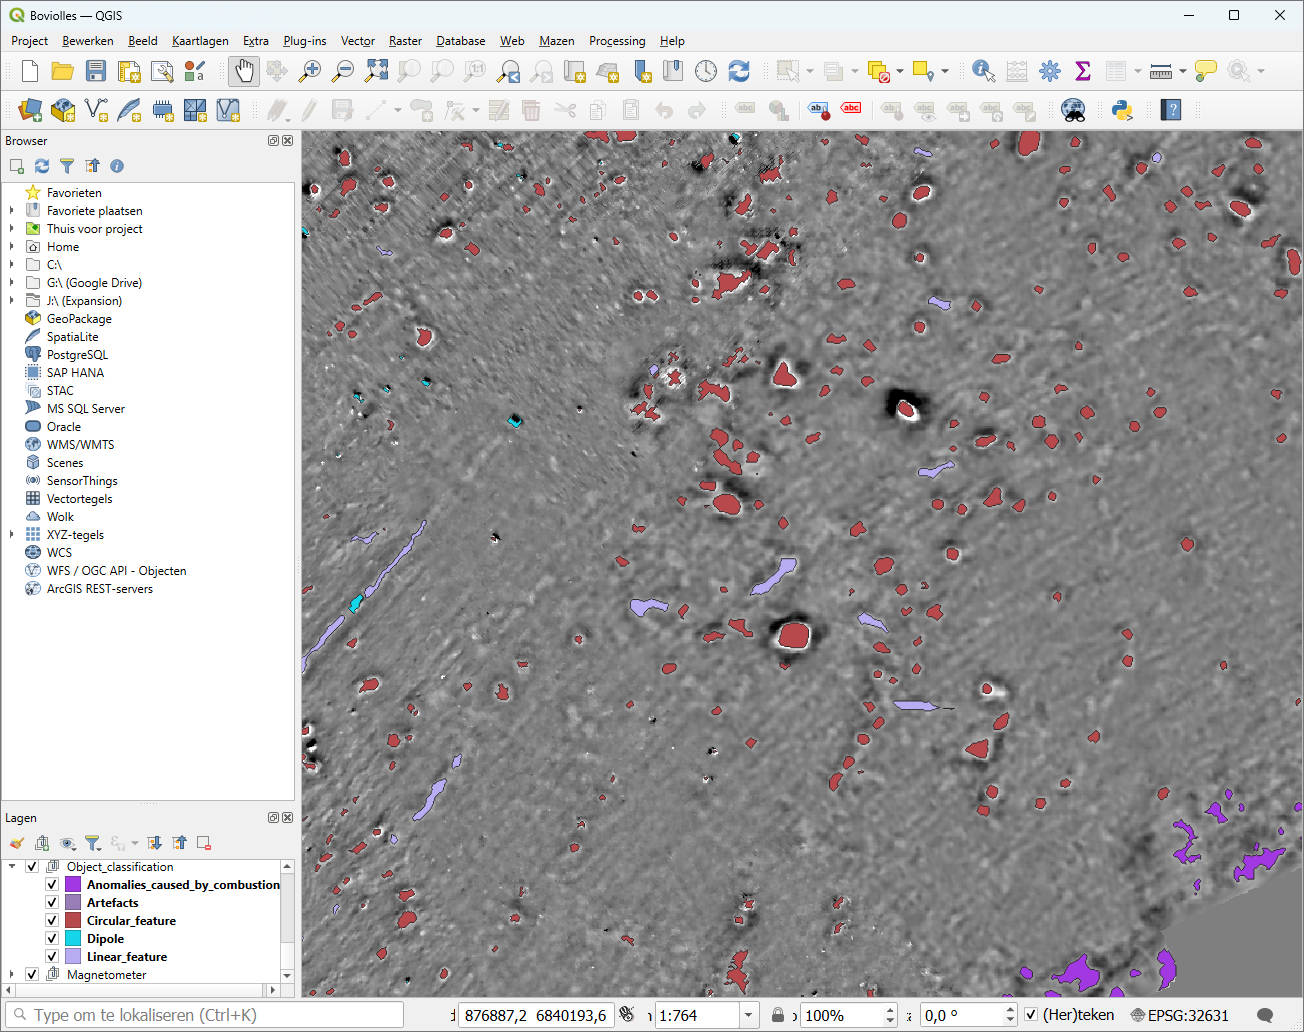 Boviolles — QGIS
Project Bewerken Beeld Kaartlagen Extra Plug-ins Vector Raster Database Web Mazen Processing Help
Browser
Favorieten
Favoriete plaatsen
Thuis voor project
Home
C:\
G:\ (Google Drive)
J:\ (Expansion)
GeoPackage
SpatiaLite
PostgreSQL
SAP HANA
STAC
MS SQL Server
Oracle
WMS/WMTS
Scenes
SensorThings
Vectortegels
Wolk
XYZ-tegels
WCS
WFS / OGC API - Objecten
ArcGIS REST-servers
Lagen
Object_classification
Anomalies_caused_by_combustion
Artefacts
Circular_feature
Dipole
Linear_feature
Magnetometer
Type om te lokaliseren (Ctrl+K) 876887,2 6840193,6 1:764 100% 0,0 ° (Her)teken EPSG:32631